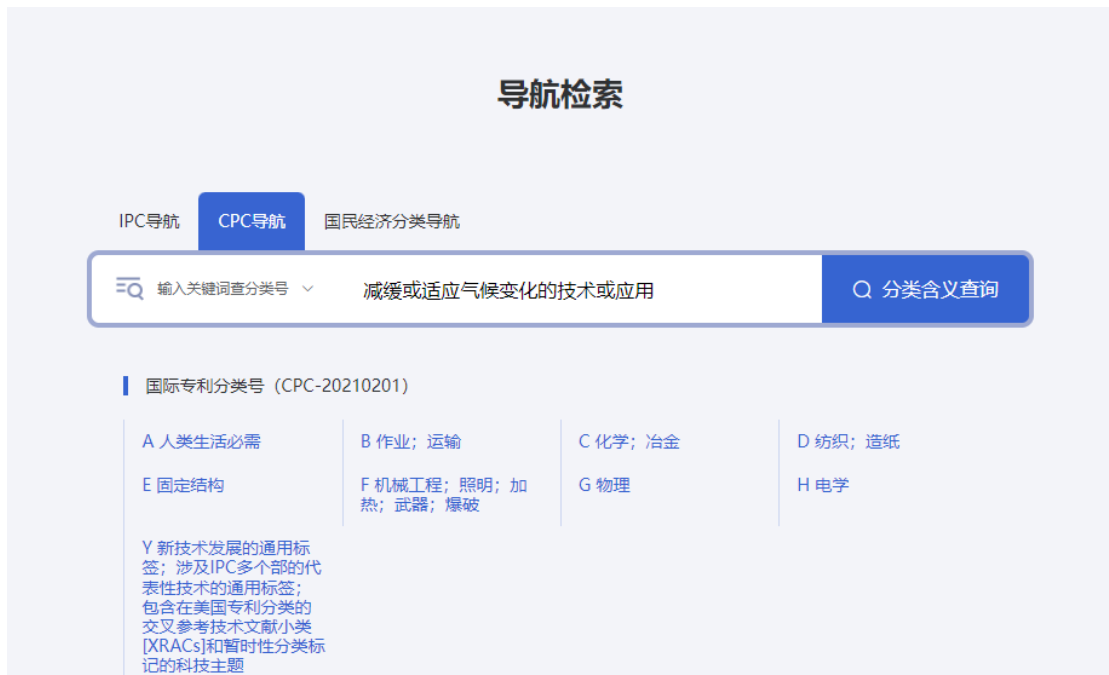 导航检索
IPC导航 CPC导航 国民经济分类导航
输入关键词查分类号 减缓或适应气候变化的技术或应用 分类含义查询
国际专利分类号（CPC-20210201）
A 人类生活必需
B 作业；运输
C 化学；冶金
D 纺织；造纸
E 固定结构
F 机械工程；照明；加
热；武器；爆破
G 物理
H 电学
Y 新技术发展的通用标
签；涉及IPC多个部的代
表性技术的通用标签；
包含在美国专利分类的
交叉参考技术文献小类
[XRACs]和暂时性分类标
记的科技主题